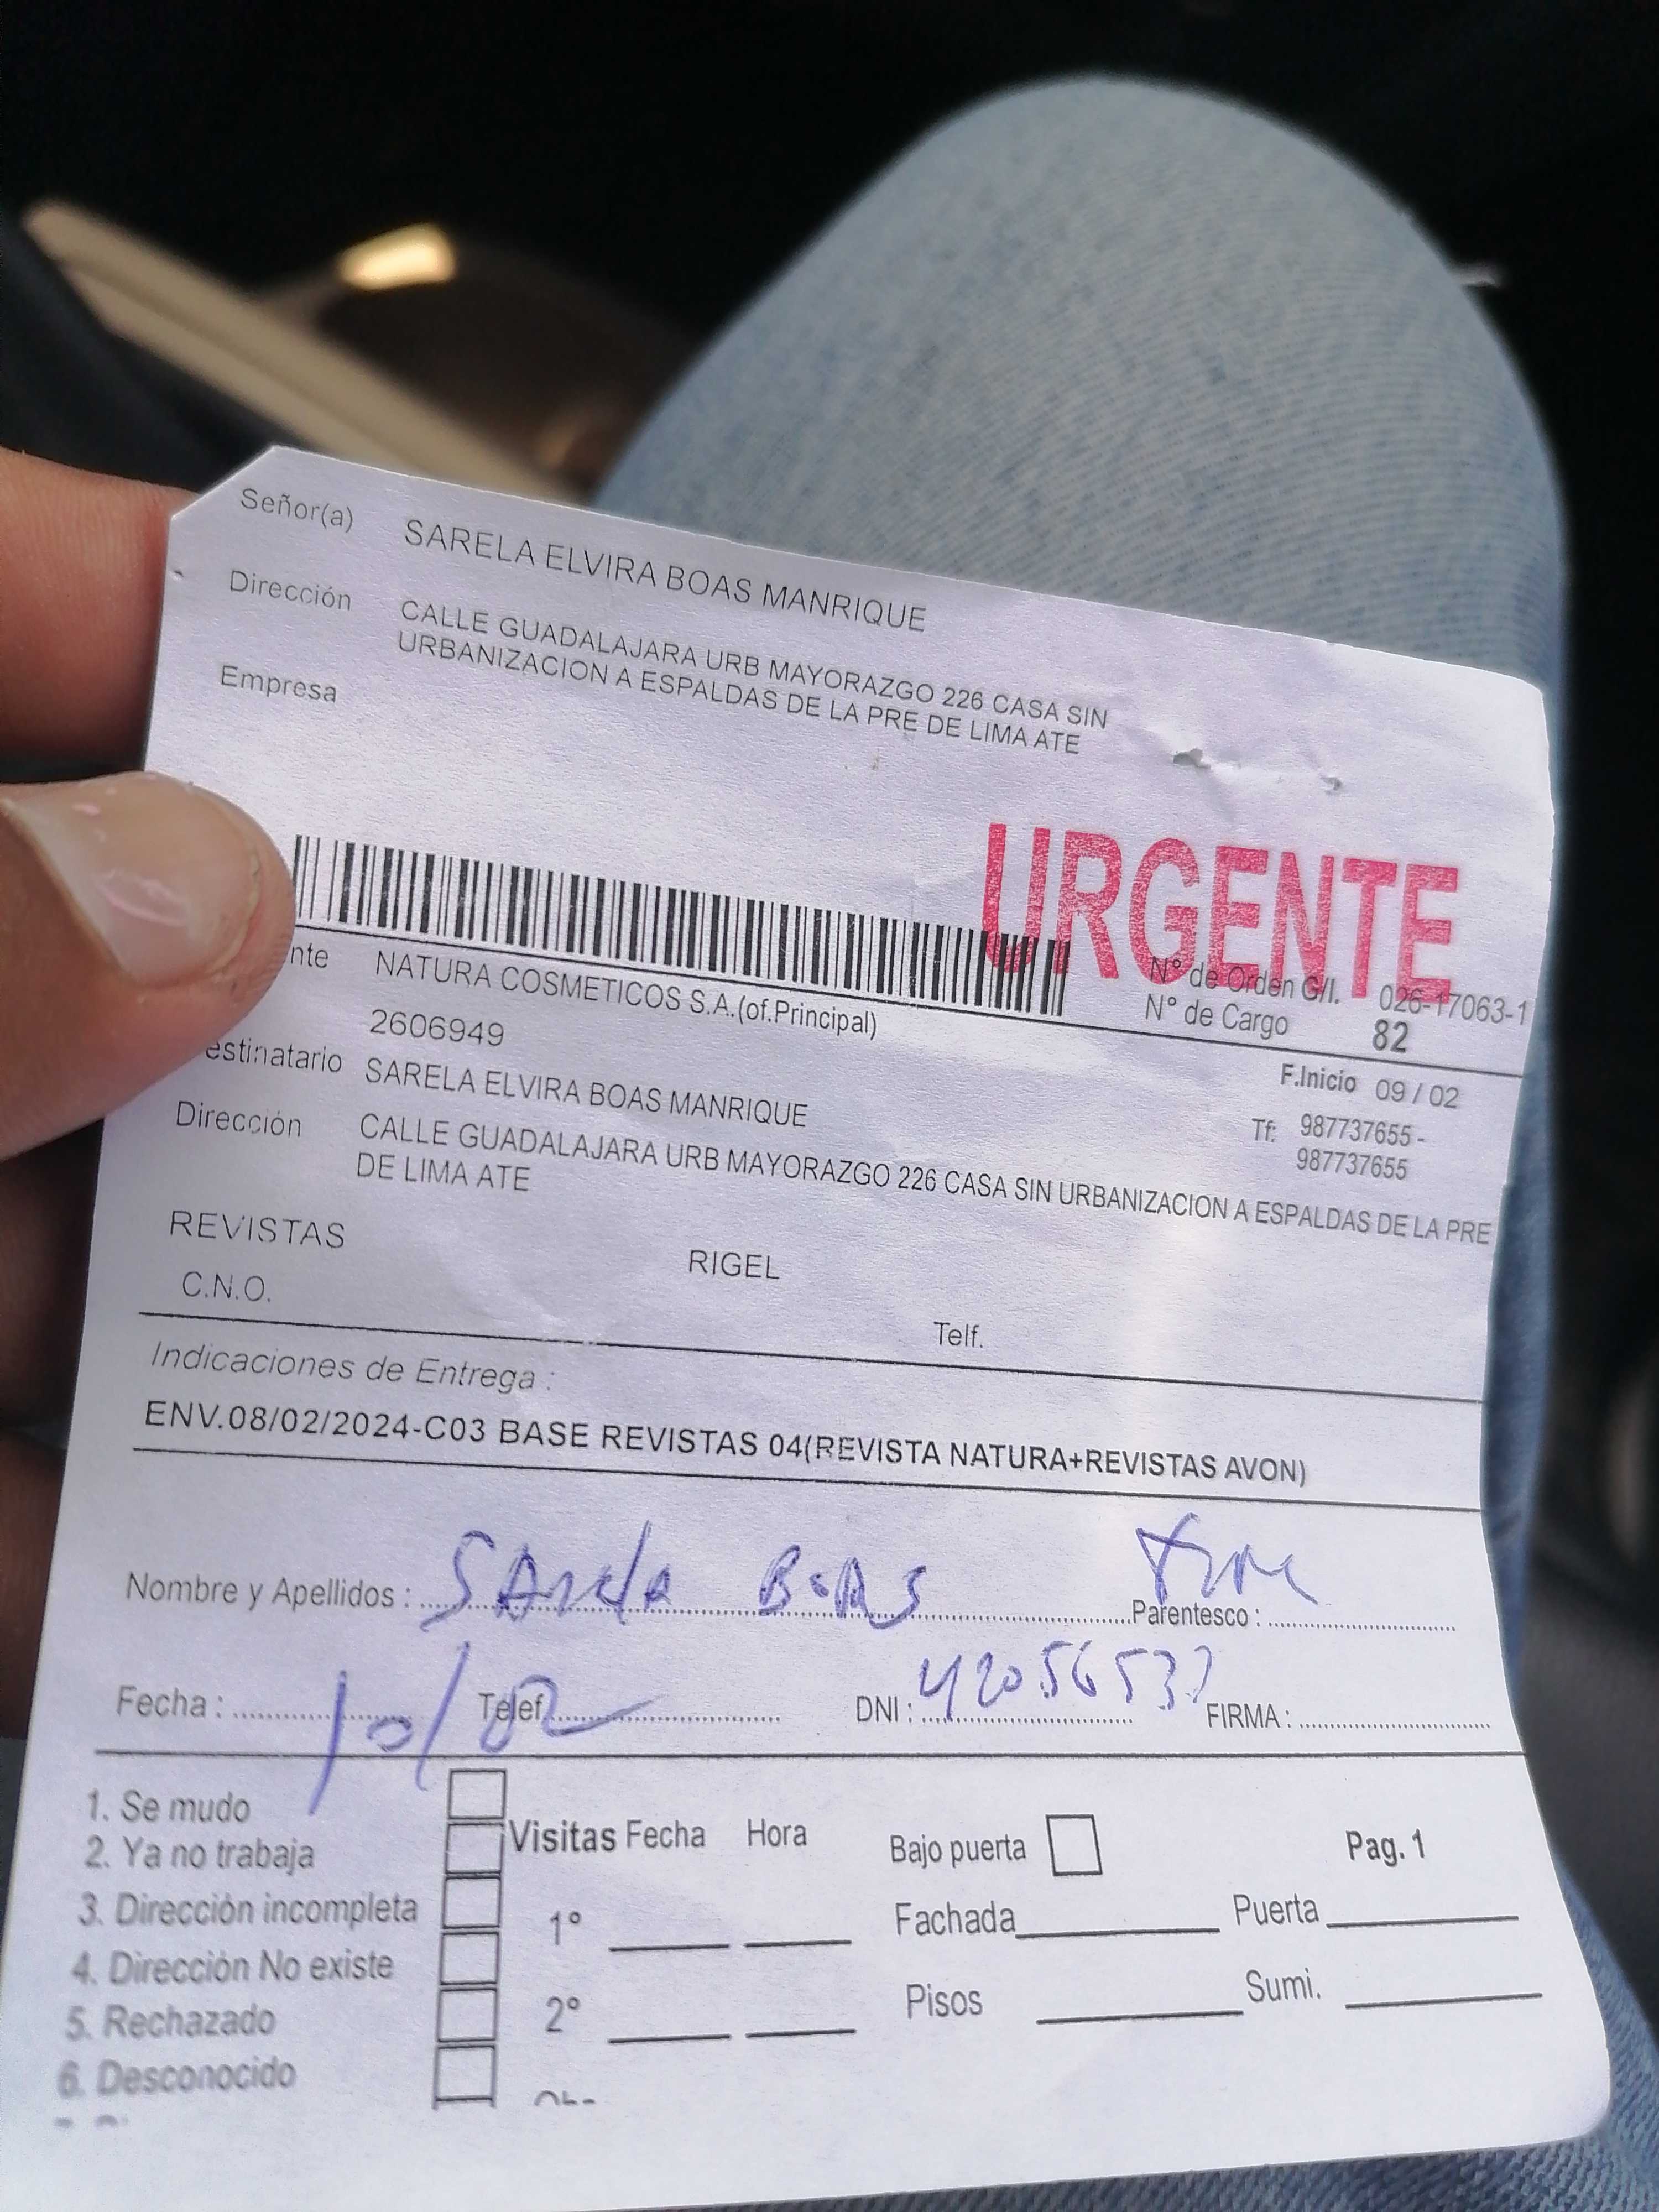 Señor(a) SARELA ELVIRA BOAS MANRIQUE
Dirección CALLE GUADALAJARA URB MAYORAZGO 226 CASA SIN
URBANIZACION A ESPALDAS DE LA PRE DE LIMA ATE
Empresa
URGENTE
N° de Orden G/I. 026-17063-1
N° de Cargo 82
nte NATURA COSMETICOS S.A.(of.Principal)
2606949
F.Inicio 09 / 02
estinatario SARELA ELVIRA BOAS MANRIQUE
Tf: 987737655 -
987737655
Dirección CALLE GUADALAJARA URB MAYORAZGO 226 CASA SIN URBANIZACION A ESPALDAS DE LA PRE
DE LIMA ATE
REVISTAS RIGEL
C.N.O. Telf.
Indicaciones de Entrega :
ENV.08/02/2024-C03 BASE REVISTAS 04(REVISTA NATURA+REVISTAS AVON)
Nombre y Apellidos : SArela BoAS Parentesco :
Fecha : 10/02 Telef. DNI : 42056537 FIRMA :
1. Se mudo
2. Ya no trabaja
3. Dirección incompleta
4. Dirección No existe
5. Rechazado
6. Desconocido
Visitas Fecha Hora
1°
2°
Bajo puerta Pag. 1
Fachada Puerta
Pisos Sumi.